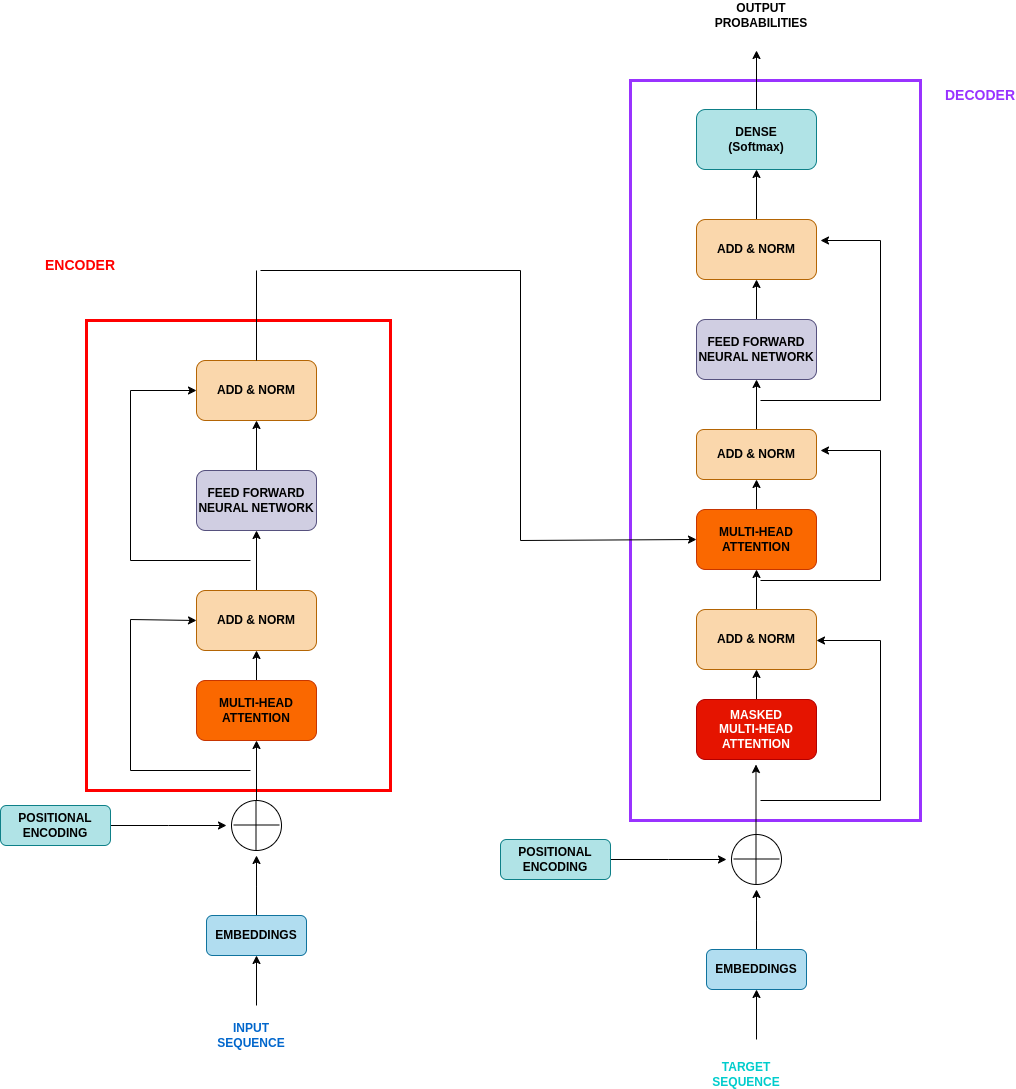 OUTPUT
PROBABILITIES
DECODER
DENSE
(Softmax)
ADD & NORM
FEED FORWARD
NEURAL NETWORK
ADD & NORM
MULTI-HEAD
ATTENTION
ADD & NORM
MASKED
MULTI-HEAD
ATTENTION
POSITIONAL
ENCODING
EMBEDDINGS
TARGET
SEQUENCE
ENCODER
ADD & NORM
FEED FORWARD
NEURAL NETWORK
ADD & NORM
MULTI-HEAD
ATTENTION
POSITIONAL
ENCODING
EMBEDDINGS
INPUT
SEQUENCE